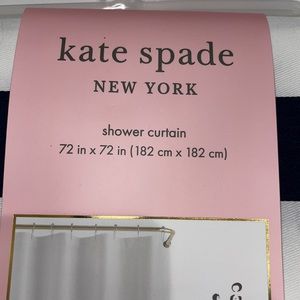 kate spade
NEW YORK
shower curtain
72 in x 72 in (182 cm x 182 cm)